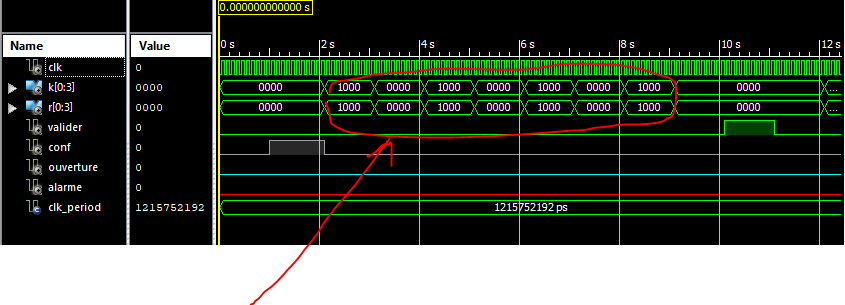 0.000000000000 s
Name Value 0 s 2 s 4 s 6 s 8 s 10 s 12 s
clk 0
k[0:3] 0000 0000 1000 0000 1000 1000 1000 0000 1000 0000 ...
r[0:3] 0000 0000 1000 0000 1000 1000 1000 0000 1000 0000 ...
valider 0
conf 0
ouverture 0
alarme 0
clk_period 1215752192 1215752192 ps